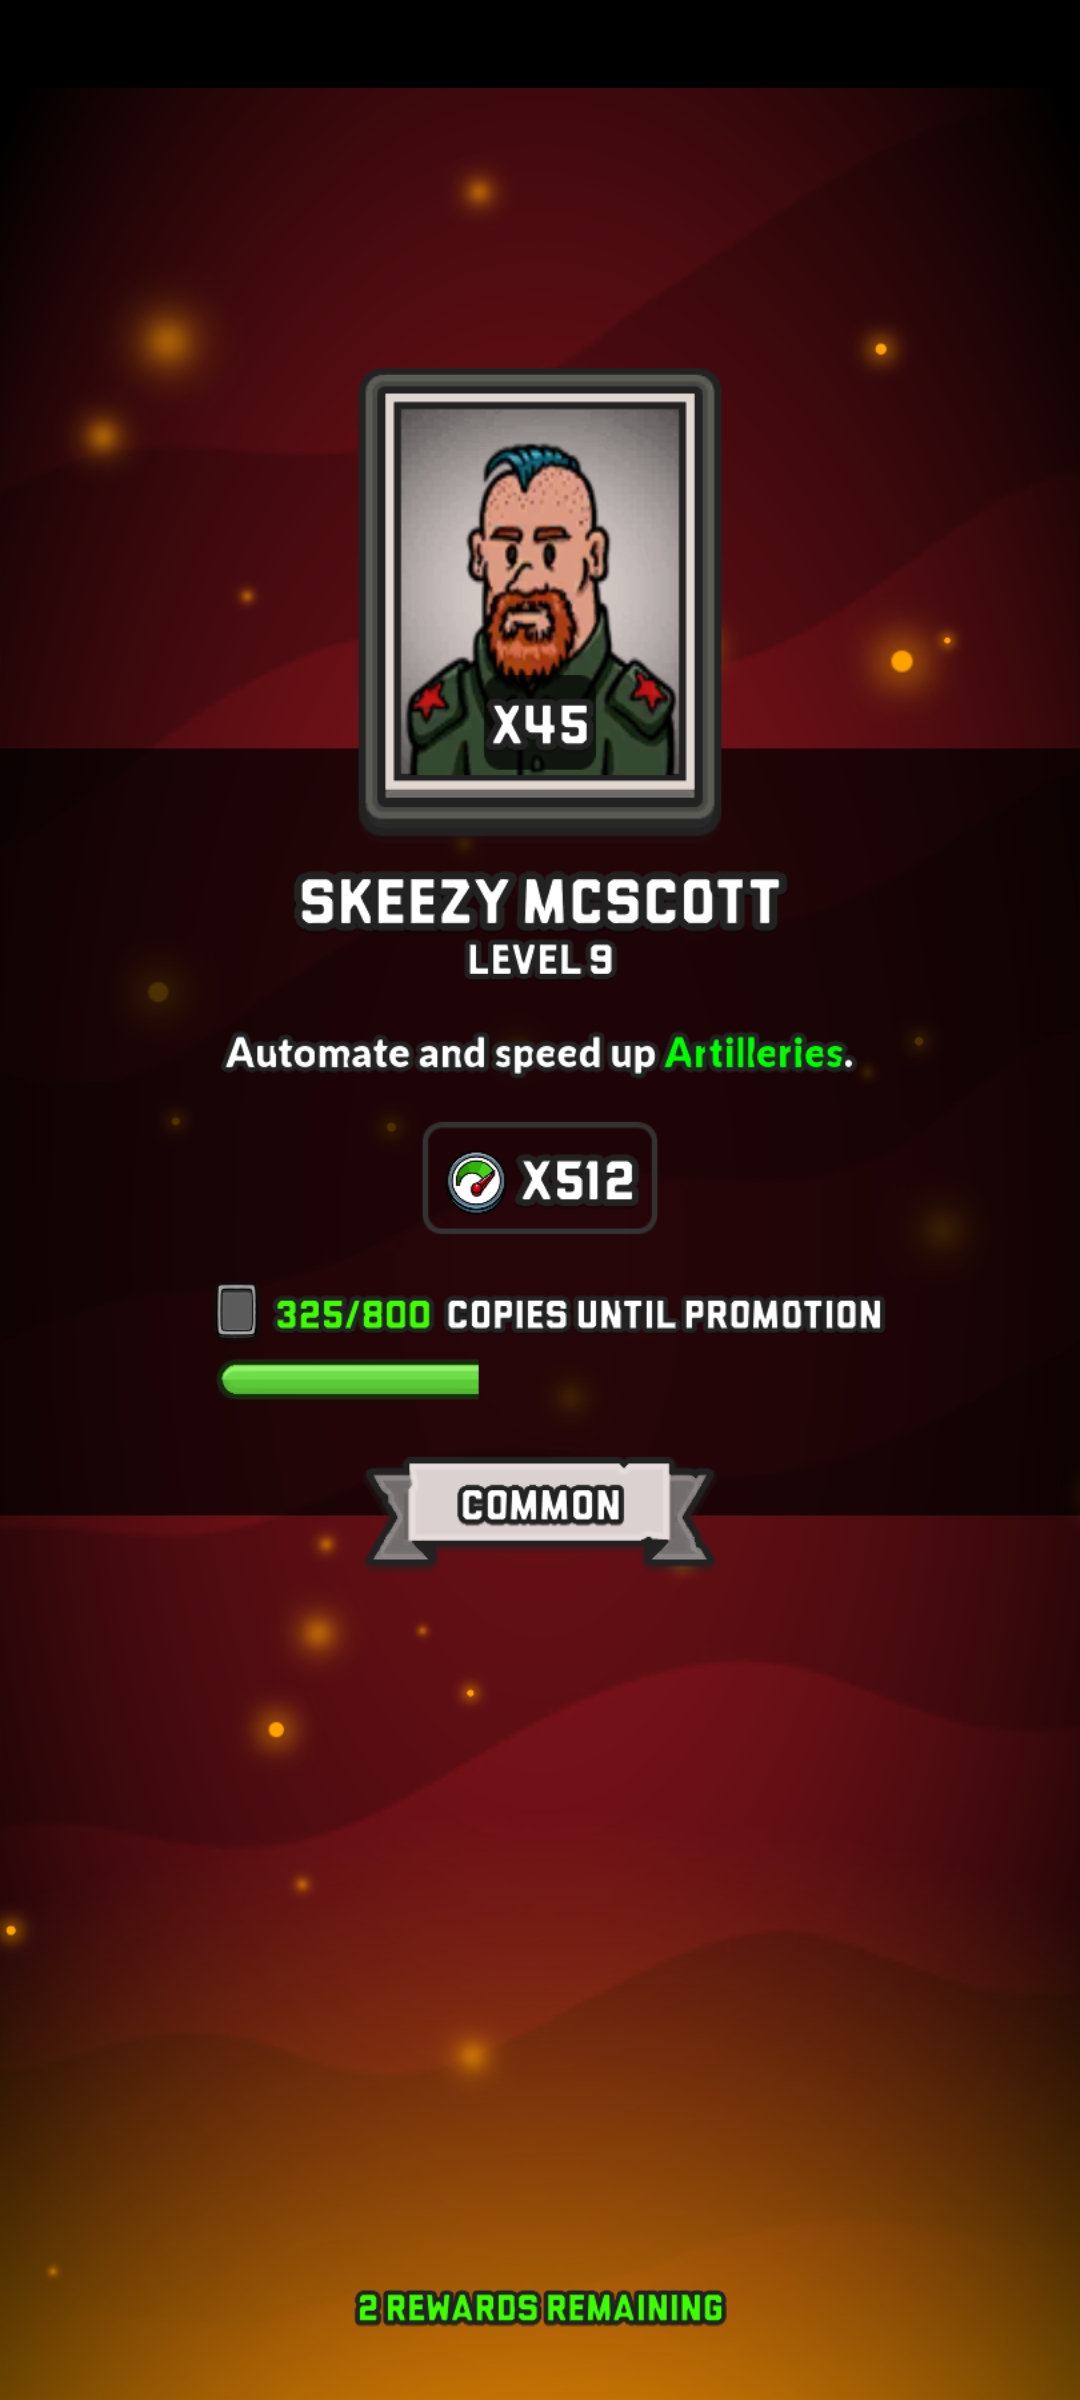 X45
SKEEZY MCSCOTT
LEVEL 9
Automate and speed up Artilleries.
X512
325/800 COPIES UNTIL PROMOTION
COMMON
2 REWARDS REMAINING